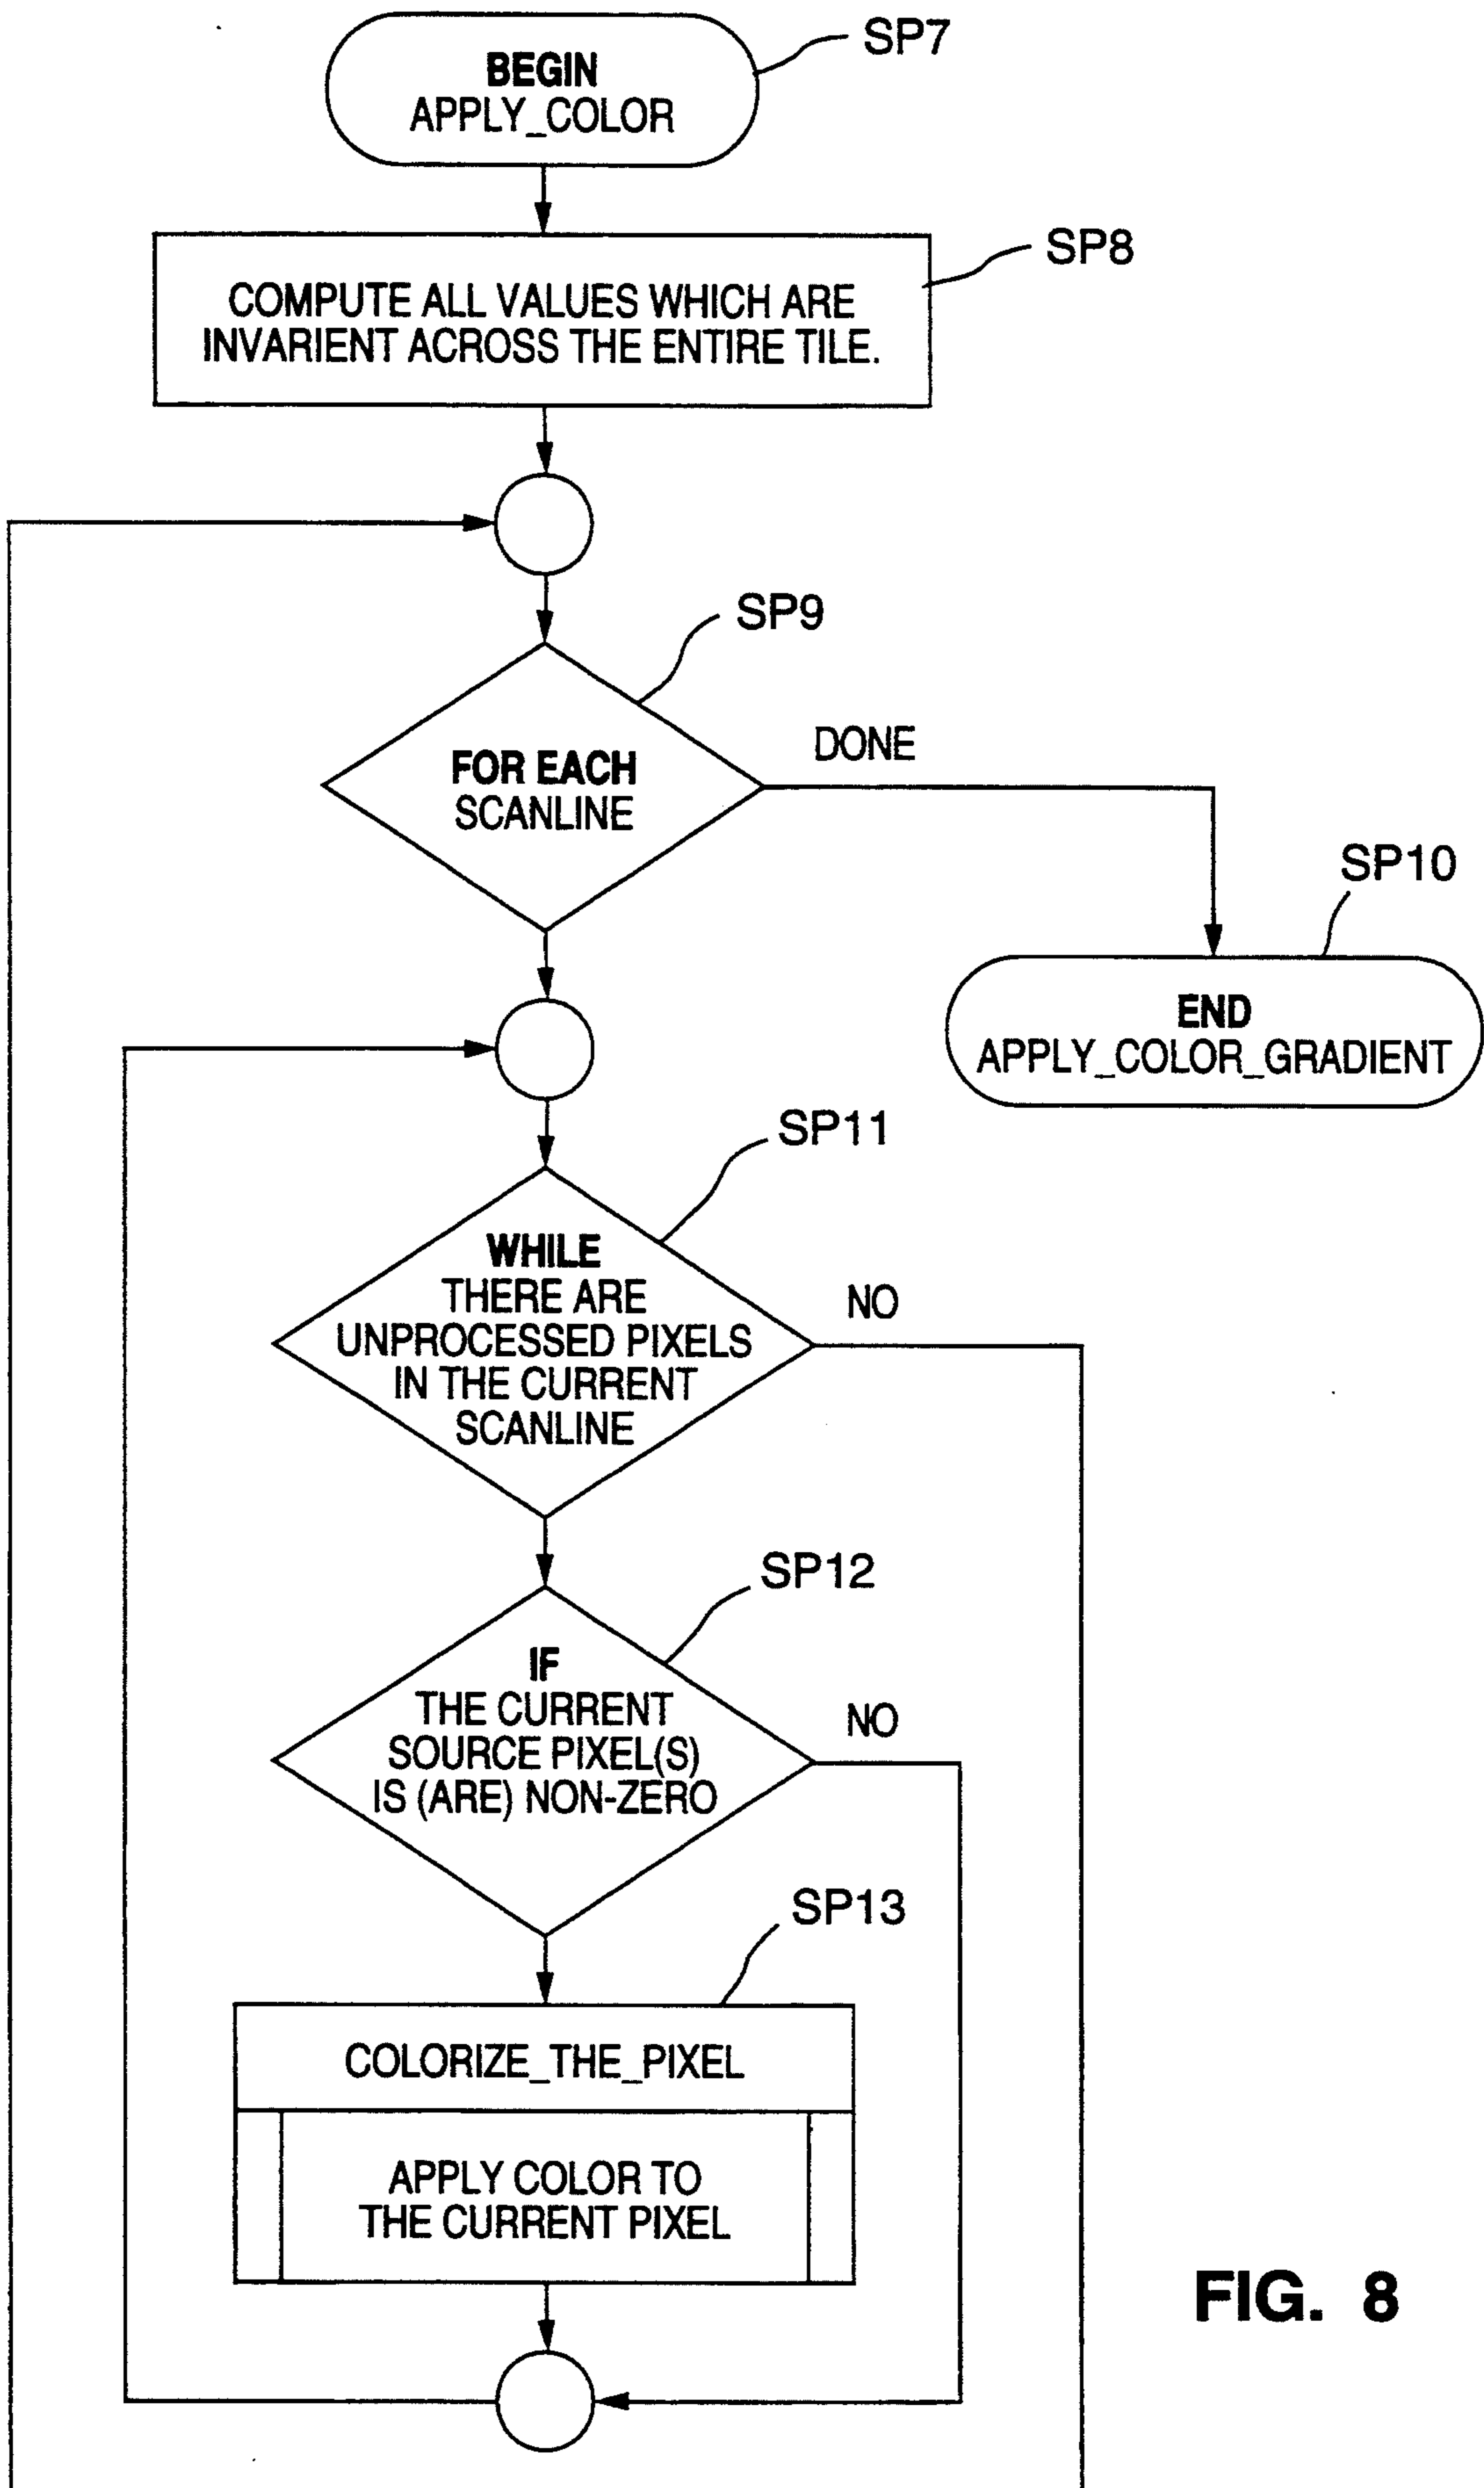 SP7
BEGIN
APPLY_COLOR
SP8
COMPUTE ALL VALUES WHICH ARE
INVARIENT ACROSS THE ENTIRE TILE.
SP9
FOR EACH
SCANLINE
DONE
SP10
END
APPLY_COLOR_GRADIENT
SP11
WHILE
THERE ARE
UNPROCESSED PIXELS
IN THE CURRENT
SCANLINE
NO
SP12
IF
THE CURRENT
SOURCE PIXEL(S)
IS (ARE) NON-ZERO
NO
SP13
COLORIZE_THE_PIXEL
APPLY COLOR TO
THE CURRENT PIXEL
FIG. 8